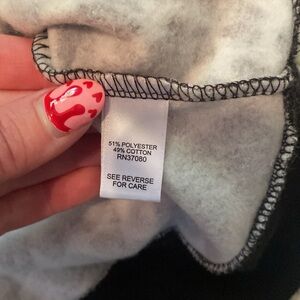 51% POLYESTER
49% COTTON
RN37080
SEE REVERSE
FOR CARE